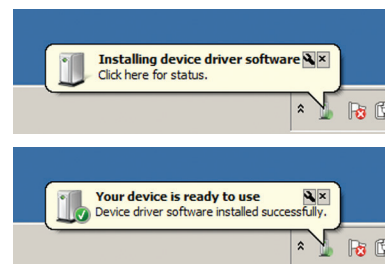 Installing device driver software
Click here for status.
Your device is ready to use
Device driver software installed successfully.